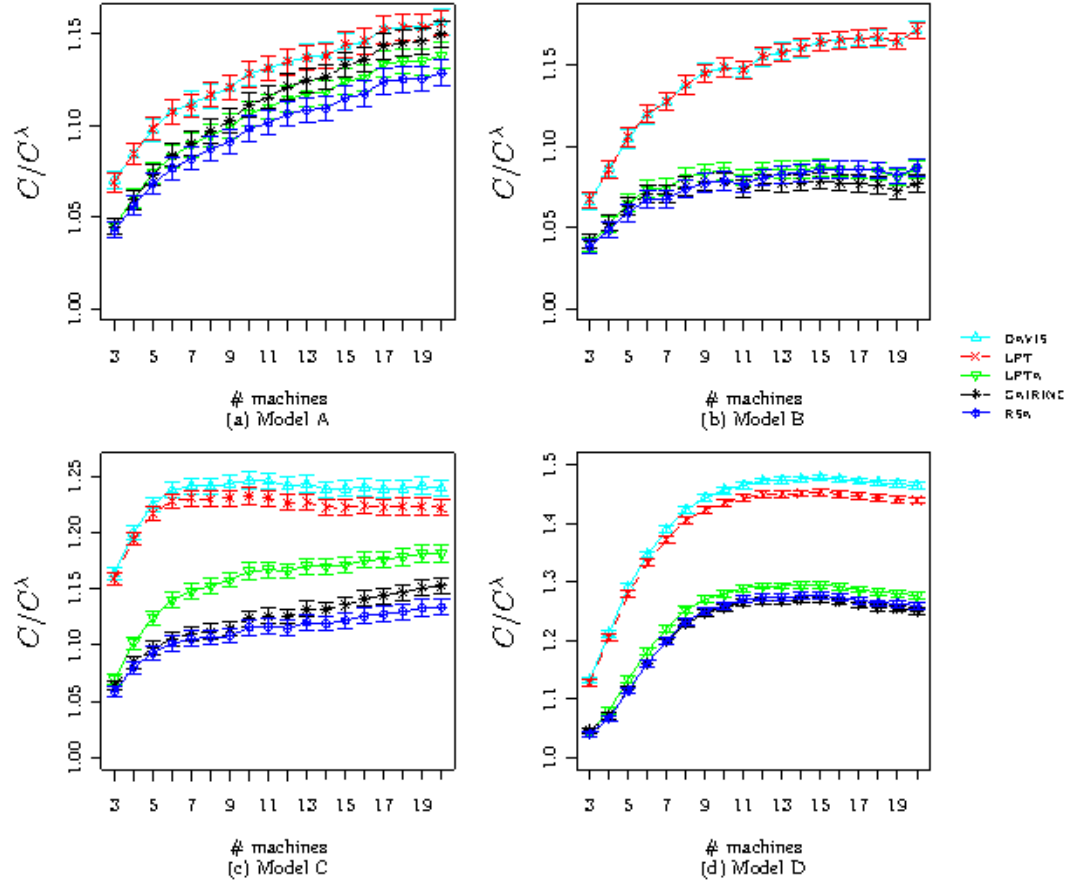 C/C^λ
1.00 1.05 1.10 1.15
3 5 7 9 11 13 15 17 19
# machines
(a) Model A
C/C^λ
1.00 1.05 1.10 1.15
3 5 7 9 11 13 15 17 19
# machines
(b) Model B
DAVIS
LPT
LPTa
RSa
C/C^λ
1.00 1.05 1.10 1.15 1.20 1.25
3 5 7 9 11 13 15 17 19
# machines
(c) Model C
C/C^λ
1.0 1.1 1.2 1.3 1.4 1.5
3 5 7 9 11 13 15 17 19
# machines
(d) Model D